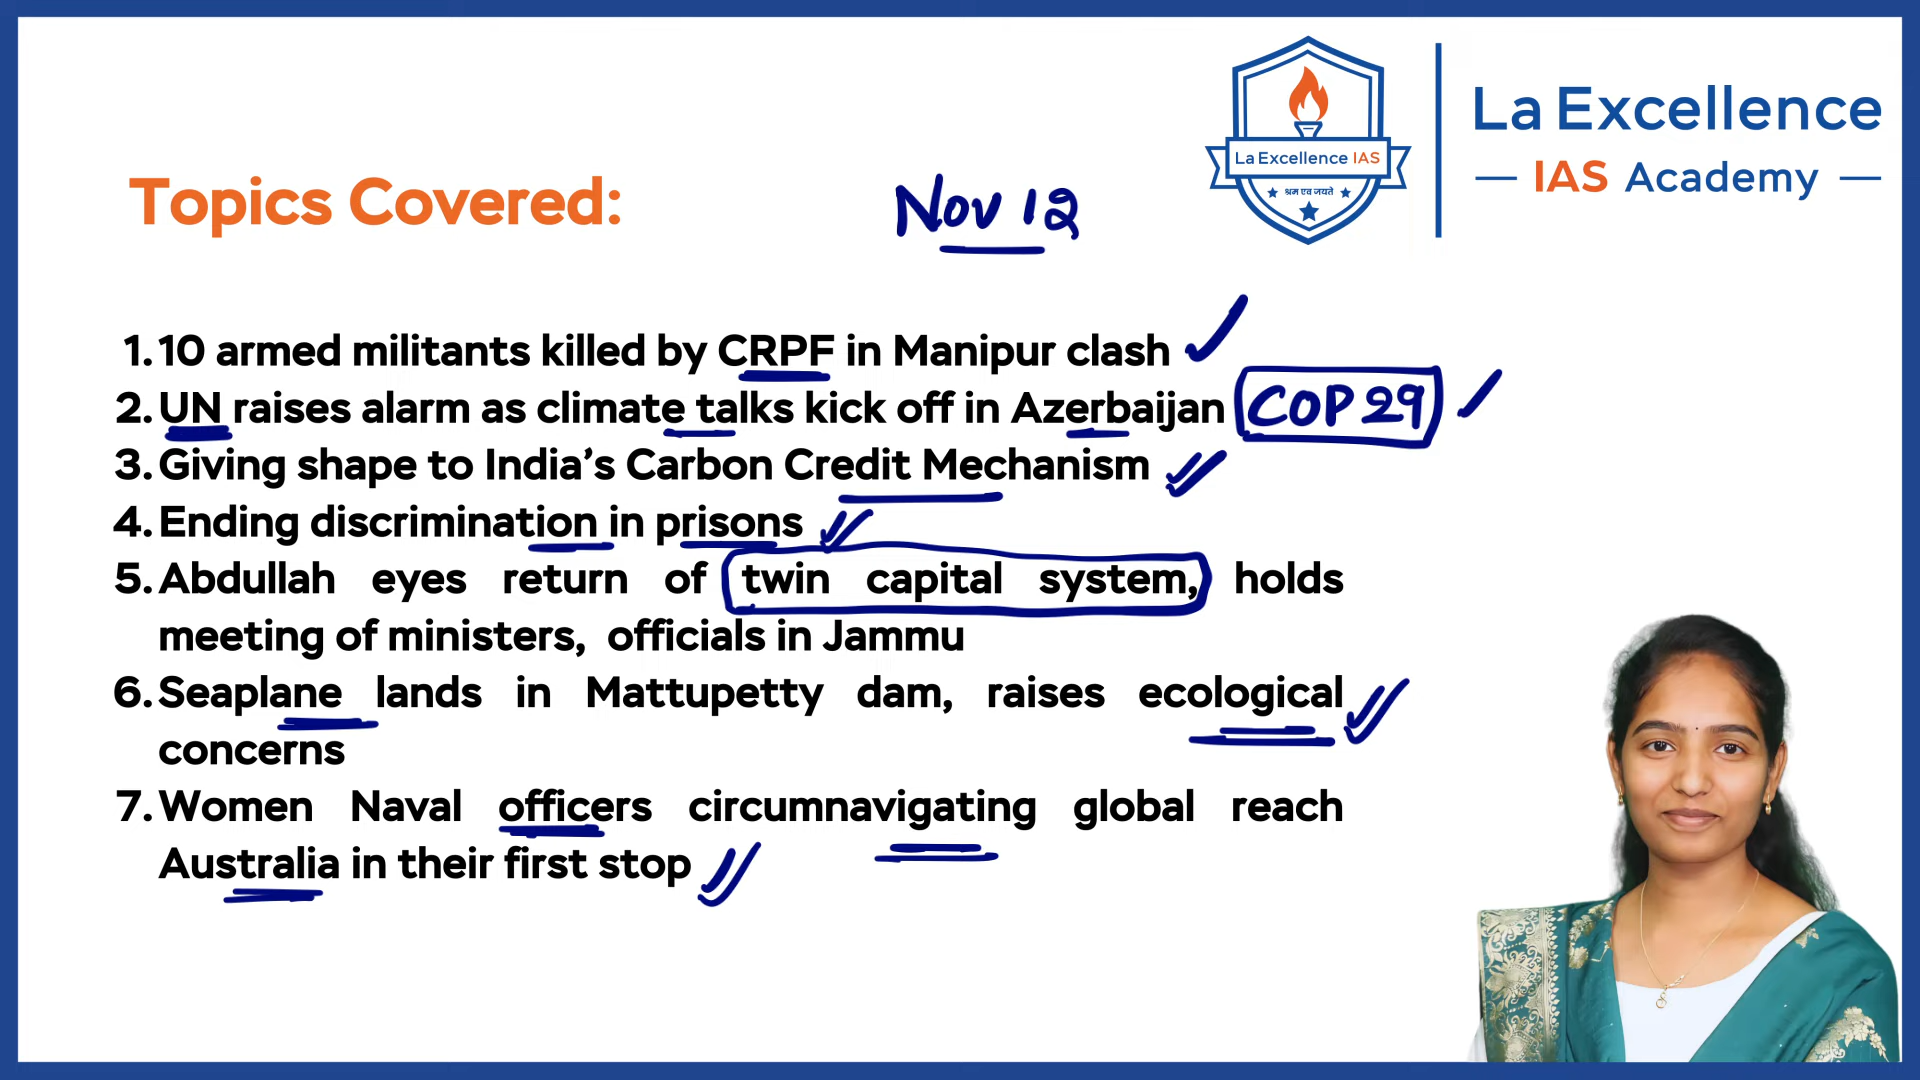 La Excellence IAS
श्रम एव जयते
La Excellence
IAS Academy
Topics Covered:
Nov 12
1. 10 armed militants killed by CRPF in Manipur clash
2. UN raises alarm as climate talks kick off in Azerbaijan COP 29
3. Giving shape to India's Carbon Credit Mechanism
4. Ending discrimination in prisons
5. Abdullah eyes return of twin capital system, holds
meeting of ministers, officials in Jammu
6. Seaplane lands in Mattupetty dam, raises ecological
concerns
7. Women Naval officers circumnavigating global reach
Australia in their first stop